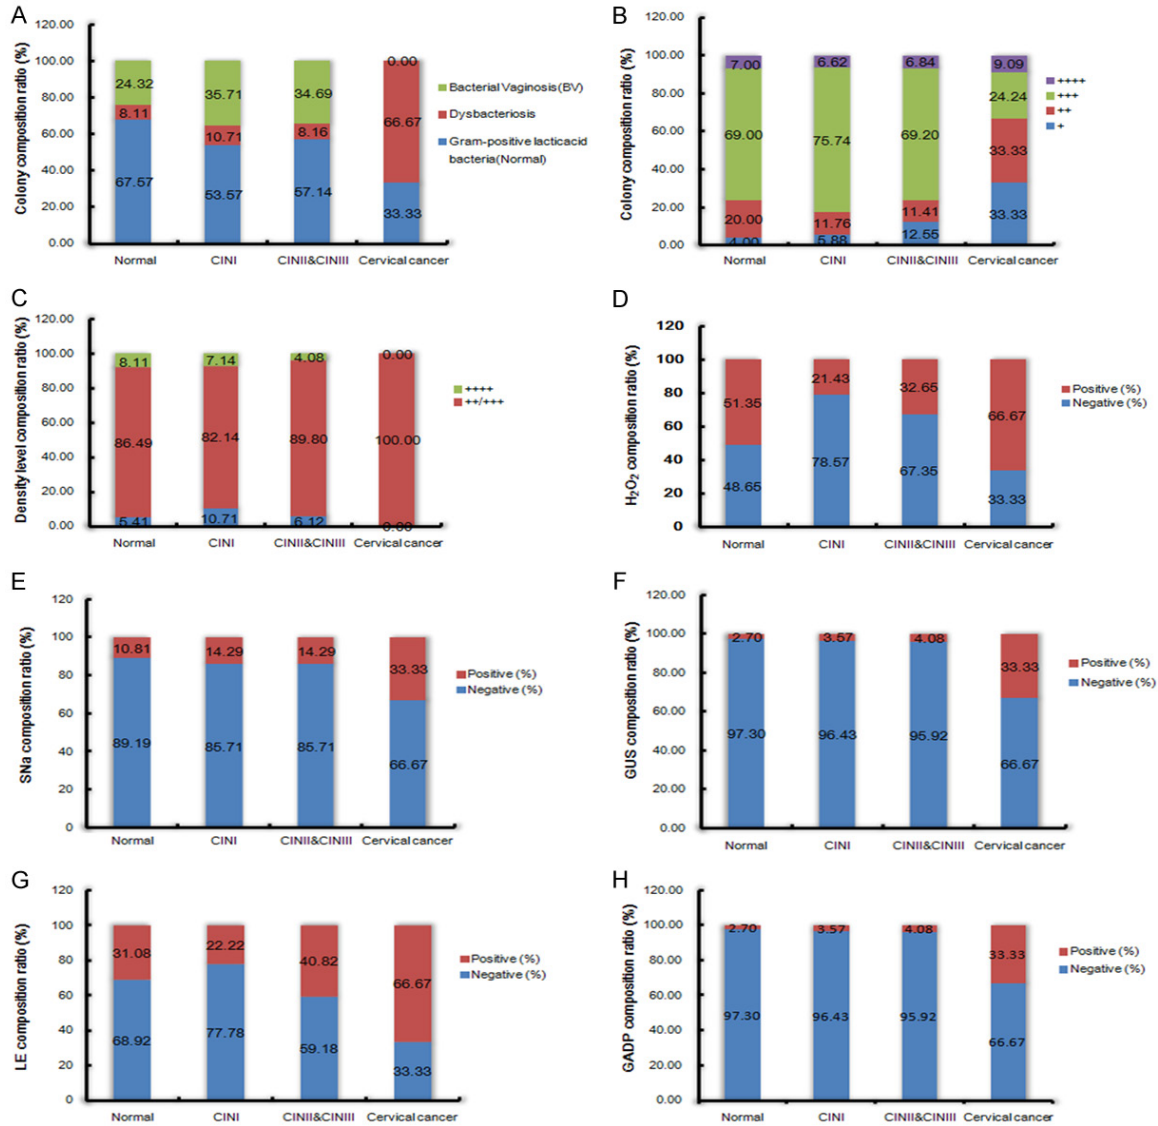 A
Colony composition ratio (%)
120.00
100.00
80.00
60.00
40.00
20.00
0.00
24.32
8.11
67.57
35.71
10.71
53.57
34.69
8.16
57.14
0.00
66.67
33.33
Normal
CINI
CINII&CINIII
Cervical cancer
Bacterial Vaginosis(BV)
Dysbacteriosis
Gram-positive lacticacid
bacteria(Normal)
B
Colony composition ratio (%)
120.00
100.00
80.00
60.00
40.00
20.00
0.00
7.00
69.00
20.00
4.00
6.62
75.74
11.76
5.88
6.84
69.20
11.41
12.55
9.09
24.24
33.33
33.33
Normal
CINI
CINII&CINIII
Cervical cancer
++++
+++
++
+
C
Density level composition ratio (%)
120.00
100.00
80.00
60.00
40.00
20.00
0.00
8.11
86.49
5.41
7.14
82.14
10.71
4.08
89.80
6.12
0.00
100.00
0.00
Normal
CINI
CINII&CINIII
Cervical cancer
++++
++/+++
D
H₂O₂ composition ratio (%)
120
100
80
60
40
20
0
51.35
48.65
21.43
78.57
32.65
67.35
66.67
33.33
Normal
CINI
CINII&CINIII
Cervical cancer
Positive (%)
Negative (%)
E
SNa composition ratio (%)
120
100
80
60
40
20
0
10.81
89.19
14.29
85.71
14.29
85.71
33.33
66.67
Normal
CINI
CINII&CINIII
Cervical cancer
Positive (%)
Negative (%)
F
GUS composition ratio (%)
120.00
100.00
80.00
60.00
40.00
20.00
0.00
2.70
97.30
3.57
96.43
4.08
95.92
33.33
66.67
Normal
CINI
CINII&CINIII
Cervical cancer
Positive (%)
Negative (%)
G
LE composition ratio (%)
120
100
80
60
40
20
0
31.08
68.92
22.22
77.78
40.82
59.18
66.67
33.33
Normal
CINI
CINII&CINIII
Cervical cancer
Positive (%)
Negative (%)
H
GADP composition ratio (%)
120.00
100.00
80.00
60.00
40.00
20.00
0.00
2.70
97.30
3.57
96.43
4.08
95.92
33.33
66.67
Normal
CINI
CINII&CINIII
Cervical cancer
Positive (%)
Negative (%)